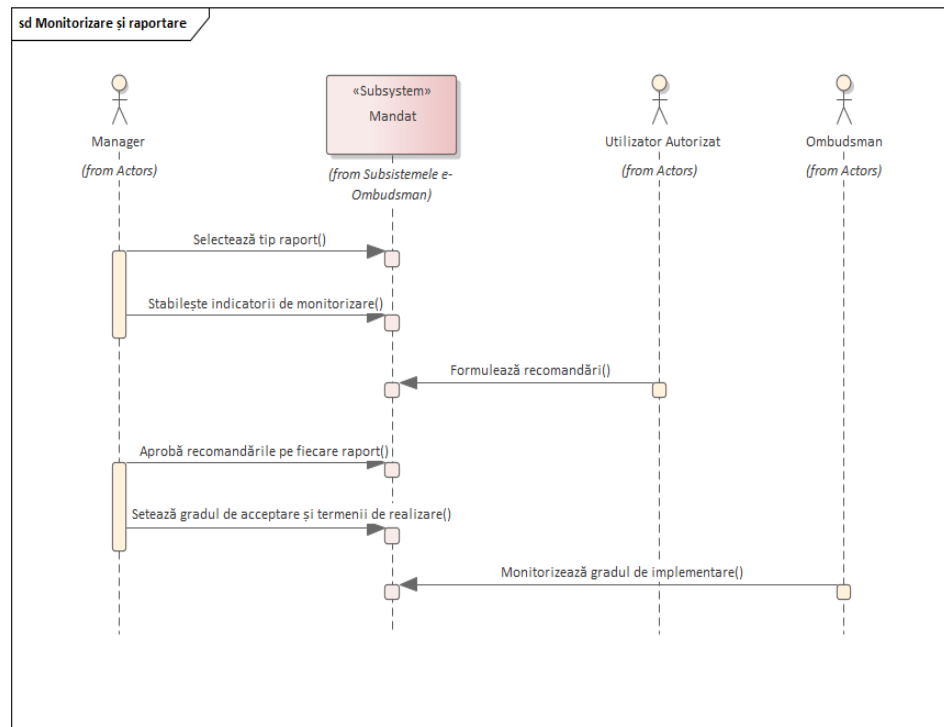 sd Monitorizare și raportare
Manager
(from Actors)
«Subsystem»
Mandat
(from Subsistemele e-
Ombudsman)
Utilizator Autorizat
(from Actors)
Ombudsman
(from Actors)
Selectează tip raport()
Stabilește indicatorii de monitorizare()
Formulează recomandări()
Aprobă recomandările pe fiecare raport()
Setează gradul de acceptare și termenii de realizare()
Monitorizează gradul de implementare()